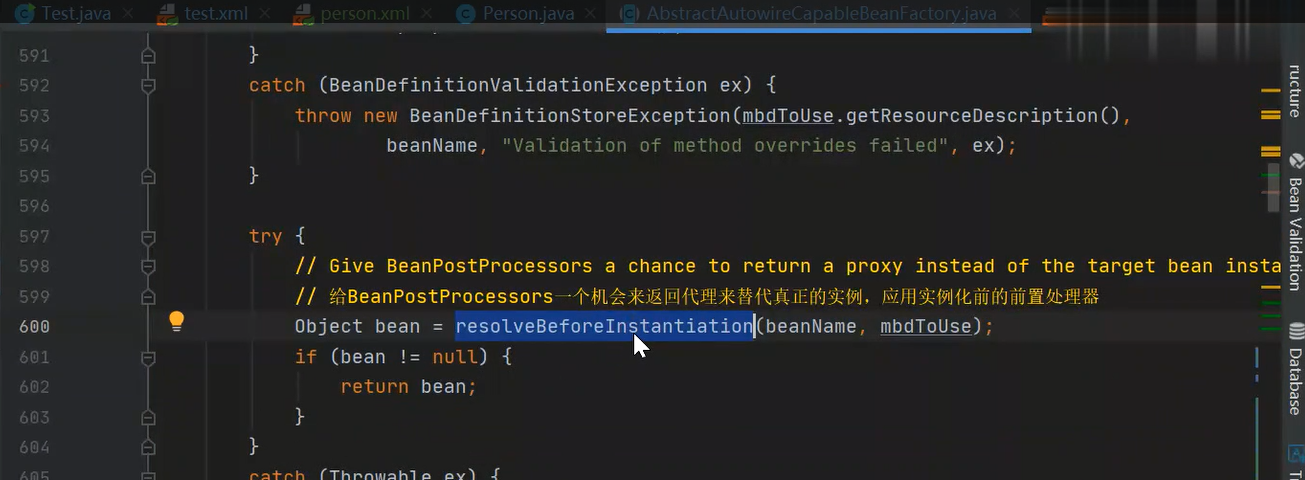 Test.java test.xml person.xml Person.java AbstractAutowireCapableBeanFactory.java
591 }
592 catch (BeanDefinitionValidationException ex) {
593 throw new BeanDefinitionStoreException(mbdToUse.getResourceDescription(),
594 beanName, "Validation of method overrides failed", ex);
595 }
596
597 try {
598 // Give BeanPostProcessors a chance to return a proxy instead of the target bean insta
599 // 给BeanPostProcessors一个机会来返回代理来替代真正的实例，应用实例化前的前置处理器
600 Object bean = resolveBeforeInstantiation(beanName, mbdToUse);
601 if (bean != null) {
602 return bean;
603 }
604 }
605 catch (Throwable ex) {
ructure
Bean Validation
Database